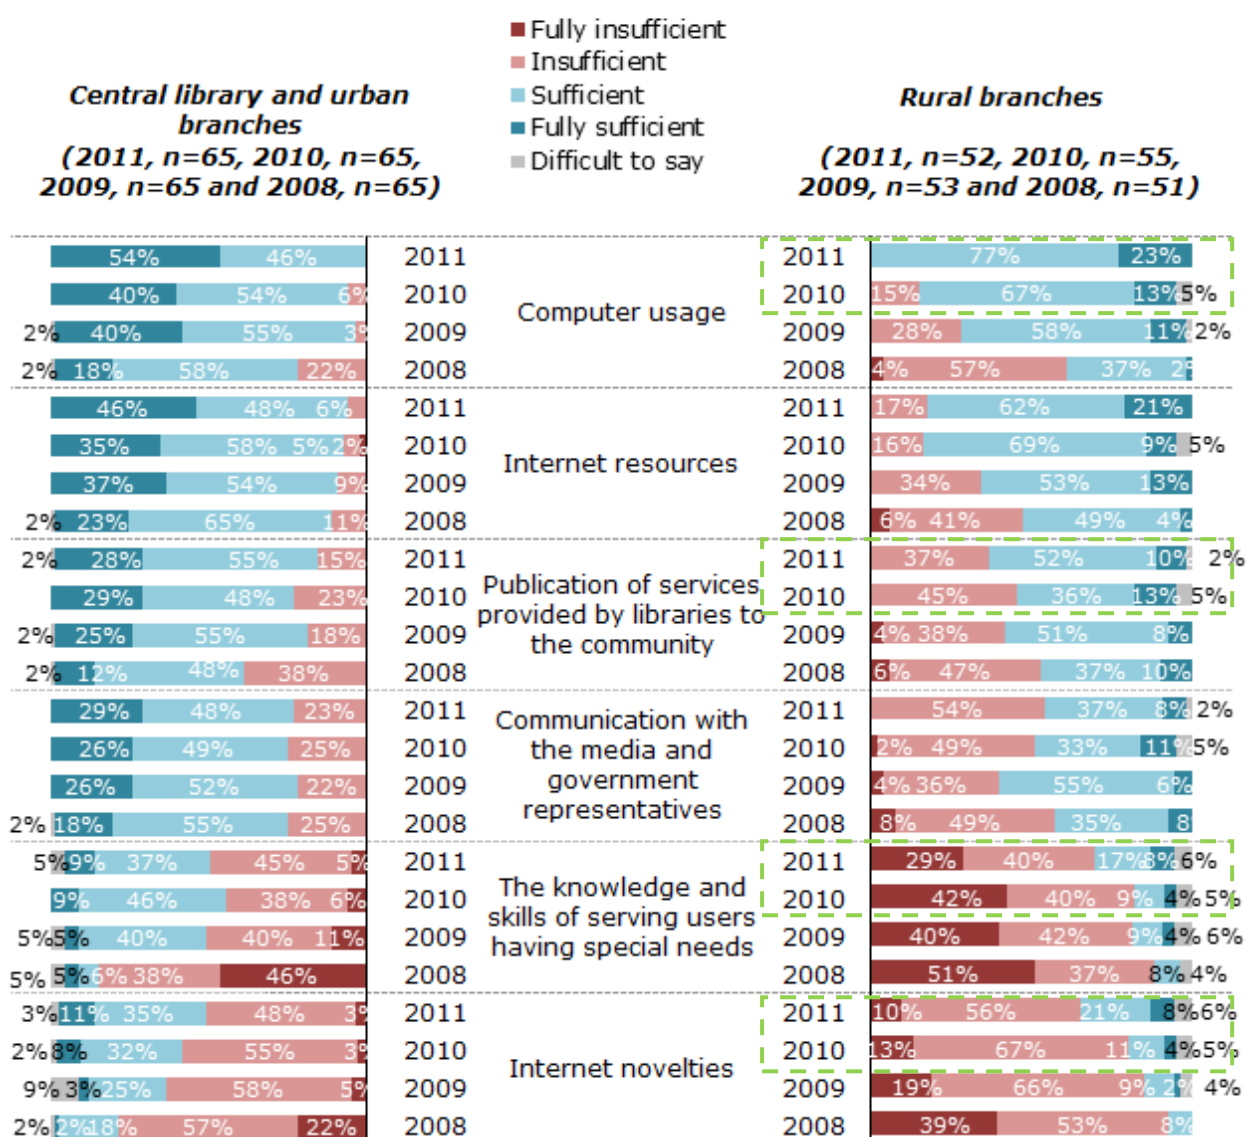 Fully insufficient
Insufficient
Sufficient
Fully sufficient
Difficult to say
Central library and urban
branches
(2011, n=65, 2010, n=65,
2009, n=65 and 2008, n=65)
Rural branches
(2011, n=52, 2010, n=55,
2009, n=53 and 2008, n=51)
Computer usage
54% 46% 2011 2011 77% 23%
40% 54% 6% 2010 2010 15% 67% 13% 5%
2% 40% 55% 3% 2009 2009 28% 58% 11% 2%
2% 18% 58% 22% 2008 2008 4% 57% 37% 2%
Internet resources
46% 48% 6% 2011 2011 17% 62% 21%
35% 58% 5% 2% 2010 2010 16% 69% 9% 5%
37% 54% 9% 2009 2009 34% 53% 13%
2% 23% 65% 11% 2008 2008 6% 41% 49% 4%
Publication of services
provided by libraries to
the community
2% 28% 55% 15% 2011 2011 37% 52% 10% 2%
29% 48% 23% 2010 2010 45% 36% 13% 5%
2% 25% 55% 18% 2009 2009 4% 38% 51% 8%
2% 12% 48% 38% 2008 2008 6% 47% 37% 10%
Communication with
the media and
government
representatives
29% 48% 23% 2011 2011 54% 37% 8% 2%
26% 49% 25% 2010 2010 2% 49% 33% 11% 5%
26% 52% 22% 2009 2009 4% 36% 55% 6%
2% 18% 55% 25% 2008 2008 8% 49% 35% 8
The knowledge and
skills of serving users
having special needs
5% 9% 37% 45% 5% 2011 2011 29% 40% 17% 8% 6%
9% 46% 38% 6% 2010 2010 42% 40% 9% 4% 5%
5% 5% 40% 40% 11% 2009 2009 40% 42% 9% 4% 6%
5% 5% 6% 38% 46% 2008 2008 51% 37% 8% 4%
Internet novelties
3% 11% 35% 48% 3% 2011 2011 10% 56% 21% 8% 6%
2% 8% 32% 55% 3% 2010 2010 13% 67% 11% 4% 5%
9% 3% 25% 58% 5% 2009 2009 19% 66% 9% 2% 4%
2% 2% 18% 57% 22% 2008 2008 39% 53% 8%